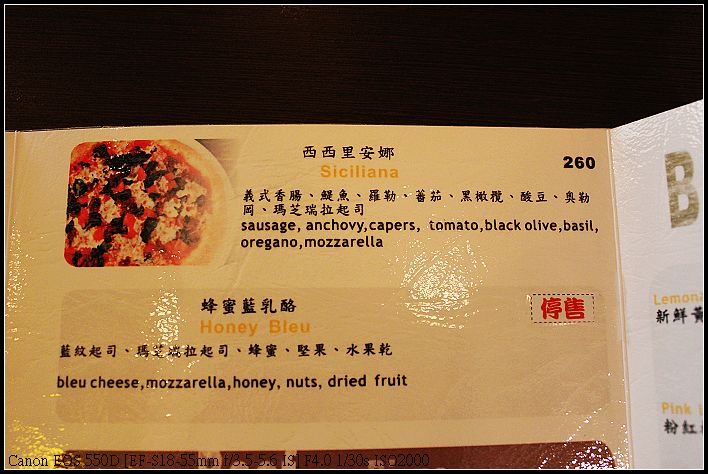 西西里安娜
Siciliana
260
義式香腸、鯷魚、羅勒、蕃茄、黑橄欖、酸豆、奧勒
岡、瑪芝瑞拉起司
sausage, anchovy,capers, tomato,black olive,basil,
oregano,mozzarella
蜂蜜藍乳酪
Honey Bleu
停售
藍紋起司、瑪芝瑞拉起司、蜂蜜、堅果、水果乾
bleu cheese,mozzarella,honey, nuts, dried fruit
B
新鮮
Pink
粉紅
Canon EOS 550D [EF-S18-55mm f/3.5-5.6 IS] F4.0 1/30s ISO2000